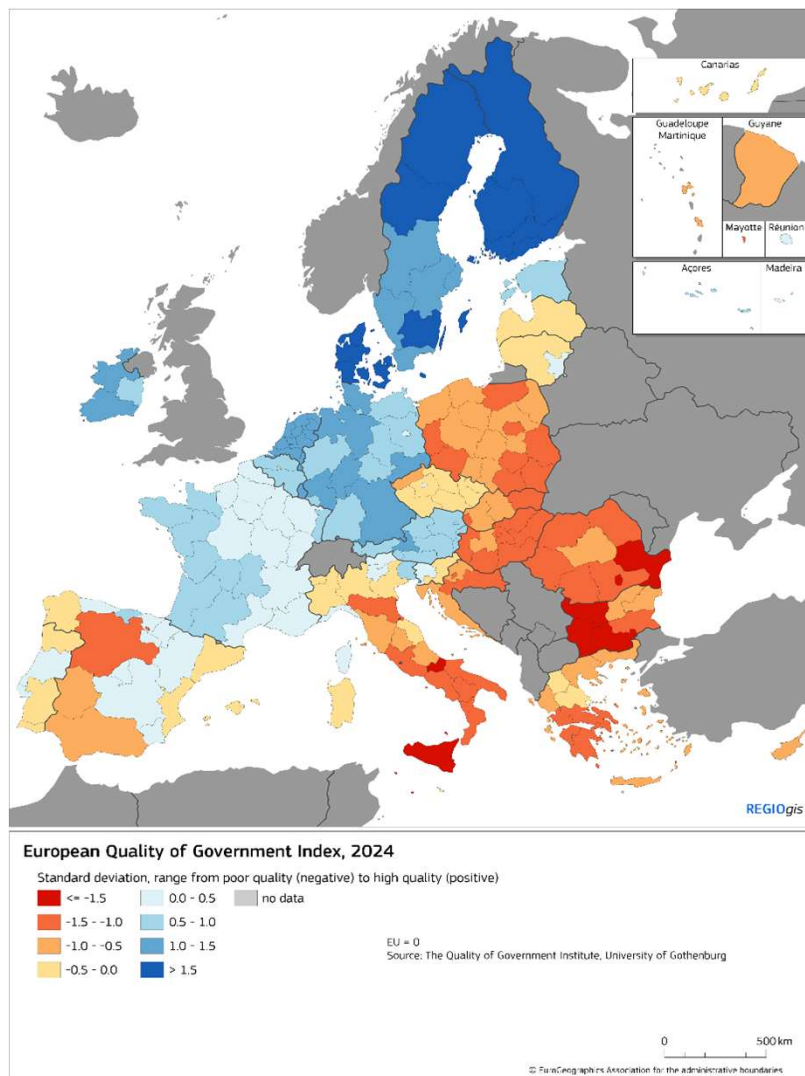 Canarias
Guadeloupe
Martinique
Guyane
Mayotte
Réunion
Açores
Madeira
REGIOgis
European Quality of Government Index, 2024
Standard deviation, range from poor quality (negative) to high quality (positive)
<= -1.5
-1.5 - -1.0
-1.0 - -0.5
-0.5 - 0.0
0.0 - 0.5
0.5 - 1.0
1.0 - 1.5
> 1.5
no data
EU = 0
Source: The Quality of Government Institute, University of Gothenburg
0 500 km
© EuroGeographics Association for the administrative boundaries